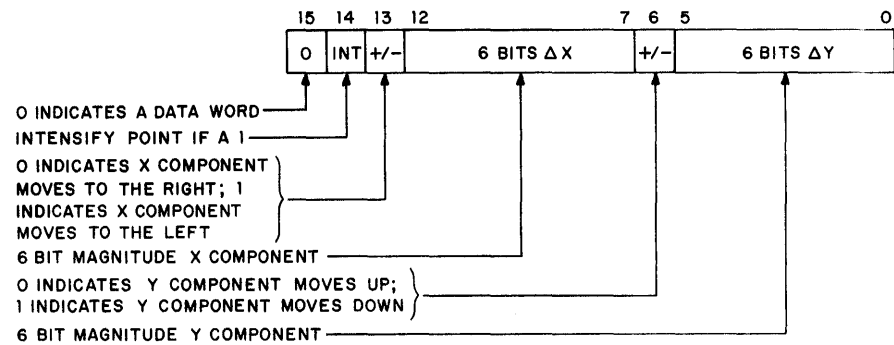 15 14 13 12 7 6 5 0
0 INT +/- 6 BITS Δ X +/- 6 BITS ΔY
0 INDICATES A DATA WORD
INTENSIFY POINT IF A 1
0 INDICATES X COMPONENT
MOVES TO THE RIGHT; 1
INDICATES X COMPONENT
MOVES TO THE LEFT
6 BIT MAGNITUDE X COMPONENT
0 INDICATES Y COMPONENT MOVES UP;
1 INDICATES Y COMPONENT MOVES DOWN
6 BIT MAGNITUDE Y COMPONENT